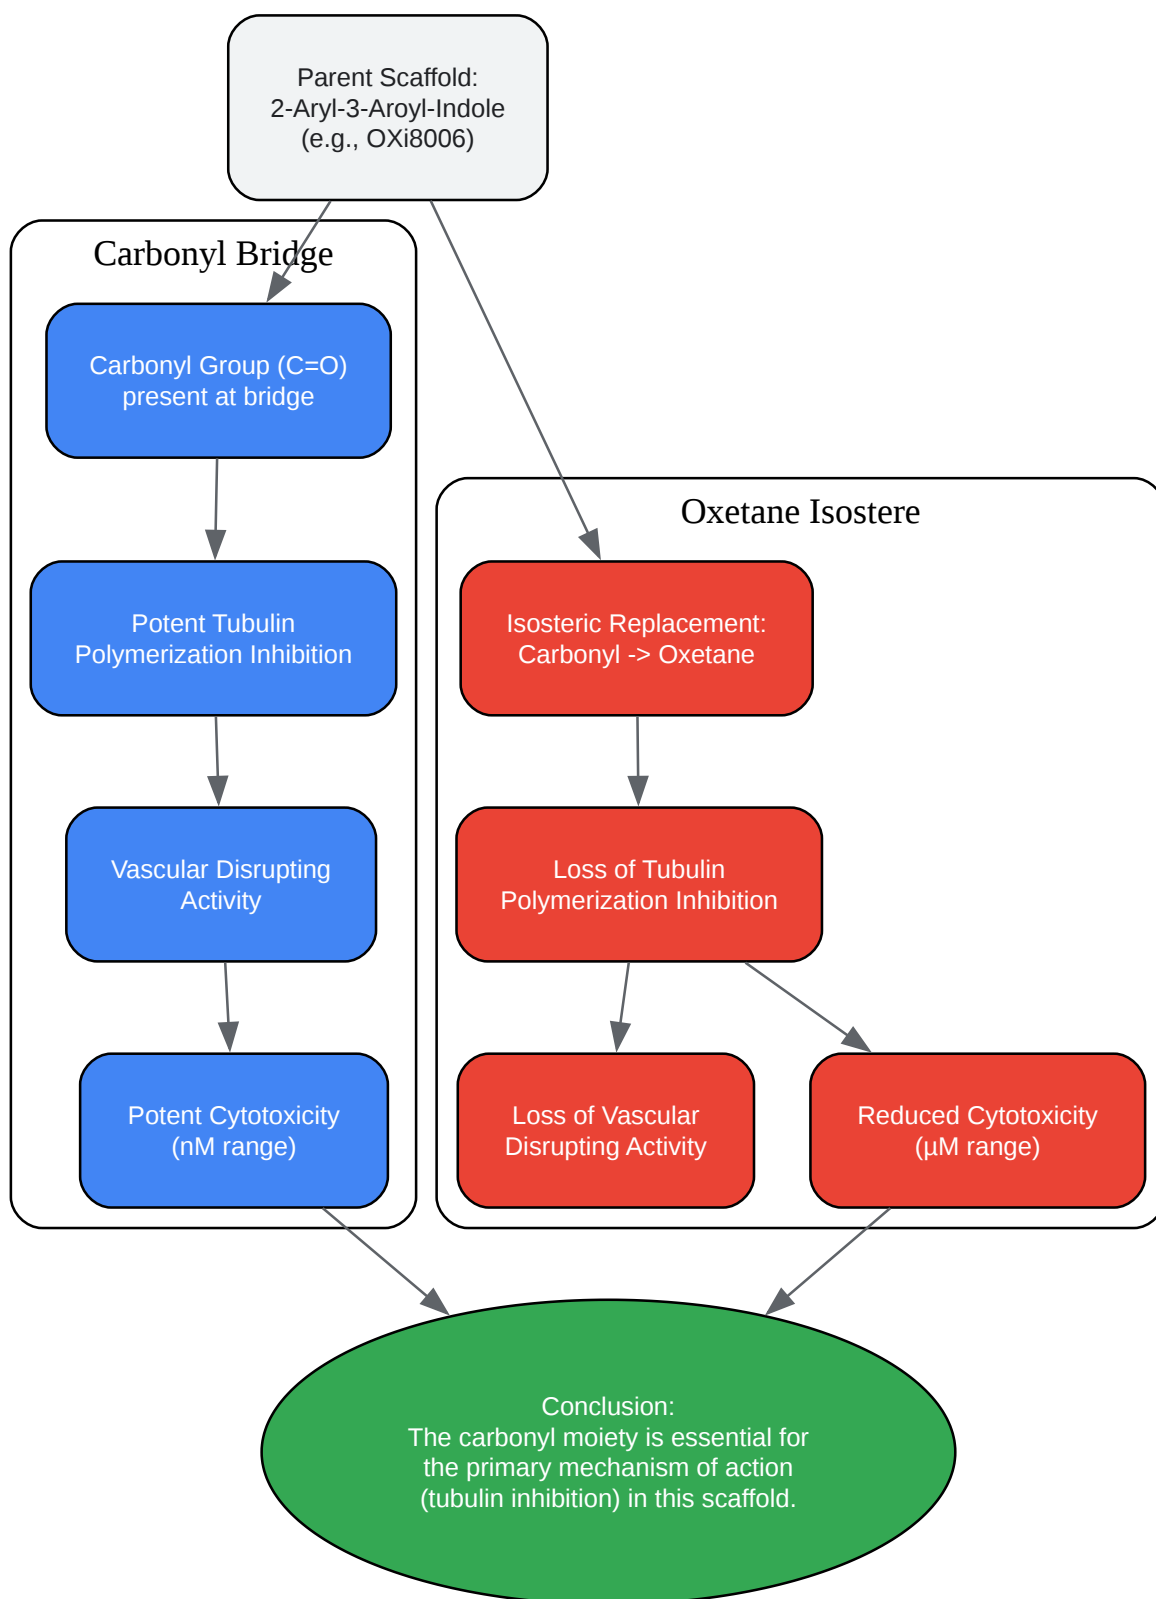 Parent Scaffold:
2-Aryl-3-Aroyl-Indole
(e.g., OXi8006)
Carbonyl Bridge
Carbonyl Group (C=O)
present at bridge
Potent Tubulin
Polymerization Inhibition
Vascular Disrupting
Activity
Potent Cytotoxicity
(nM range)
Oxetane Isostere
Isosteric Replacement:
Carbonyl -> Oxetane
Loss of Tubulin
Polymerization Inhibition
Loss of Vascular
Disrupting Activity
Reduced Cytotoxicity
(µM range)
Conclusion:
The carbonyl moiety is essential for
the primary mechanism of action
(tubulin inhibition) in this scaffold.